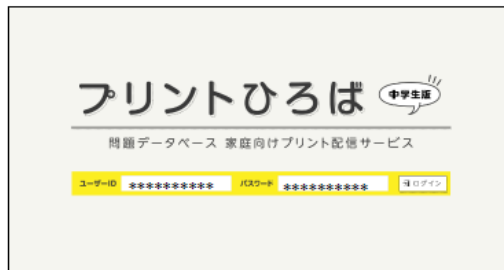 プリントひろば 中学生版
問題データベース 家庭向けプリント配信サービス
ユーザーID ********** パスワード ********** ログイン